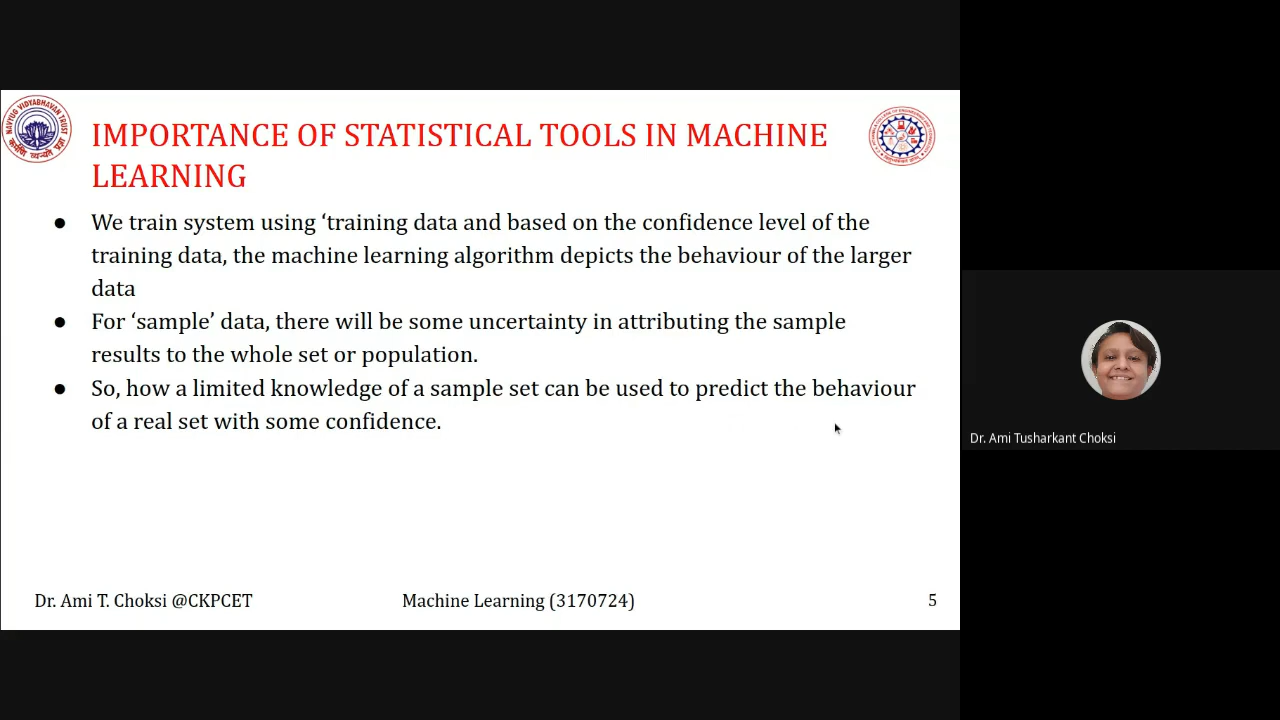 NAVYUG VIDYABHAVAN TRUST
IMPORTANCE OF STATISTICAL TOOLS IN MACHINE
LEARNING
● We train system using ‘training data and based on the confidence level of the
training data, the machine learning algorithm depicts the behaviour of the larger
data
● For ‘sample’ data, there will be some uncertainty in attributing the sample
results to the whole set or population.
● So, how a limited knowledge of a sample set can be used to predict the behaviour
of a real set with some confidence.
Dr. Ami T. Choksi @CKPCET
Machine Learning (3170724)
5
Dr. Ami Tusharkant Choksi